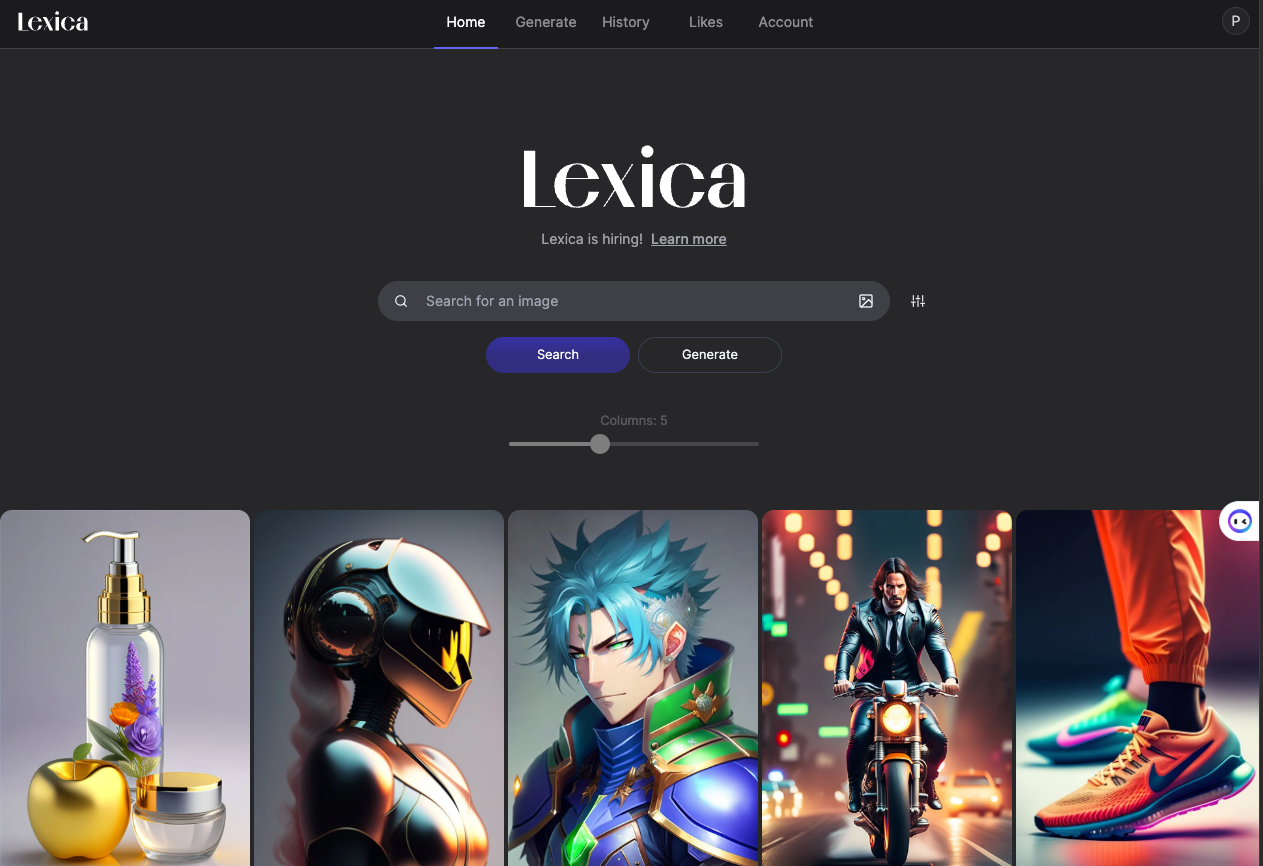 Lexica
Home Generate History Likes Account P
Lexica
Lexica is hiring! Learn more
Search for an image
Search Generate
Columns: 5